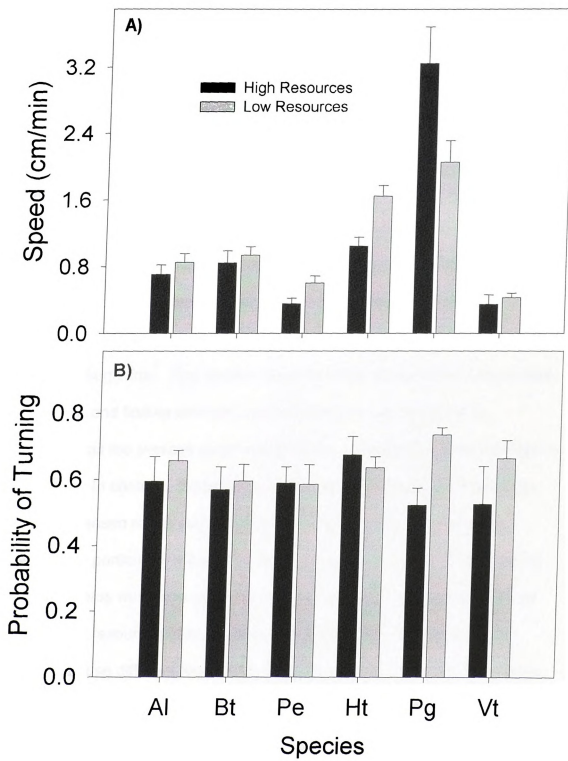 A)
High Resources
Low Resources
Speed (cm/min)
3.2
2.4
1.6
0.8
0.0
B)
Probability of Turning
0.8
0.6
0.4
0.2
0.0
Al Bt Pe Ht Pg Vt
Species